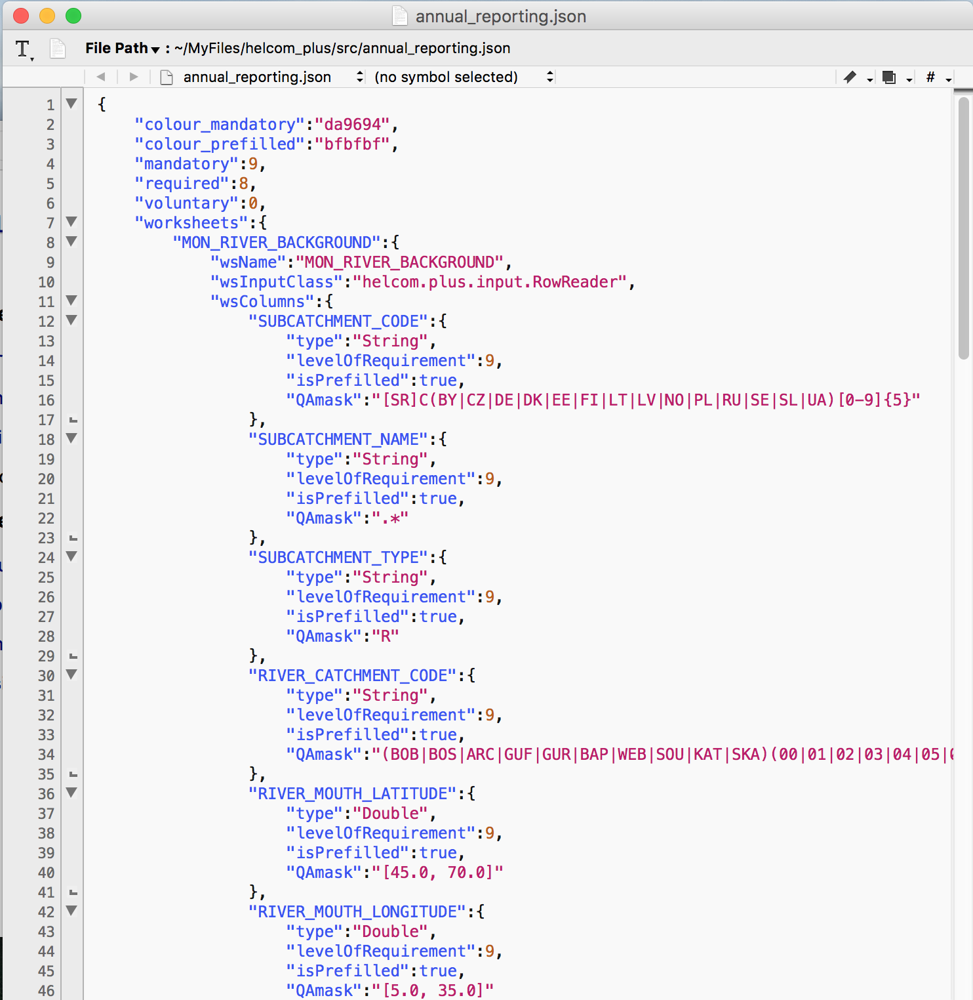 annual_reporting.json
T File Path : ~/MyFiles/helcom_plus/src/annual_reporting.json
annual_reporting.json (no symbol selected) #
1 {
2 "colour_mandatory":"da9694",
3 "colour_prefilled":"bfbfbf",
4 "mandatory":9,
5 "required":8,
6 "voluntary":0,
7 "worksheets":{
8 "MON_RIVER_BACKGROUND":{
9 "wsName":"MON_RIVER_BACKGROUND",
10 "wsInputClass":"helcom.plus.input.RowReader",
11 "wsColumns":{
12 "SUBCATCHMENT_CODE":{
13 "type":"String",
14 "levelOfRequirement":9,
15 "isPrefilled":true,
16 "QAmask":"[SR]C(BY|CZ|DE|DK|EE|FI|LT|LV|NO|PL|RU|SE|SL|UA)[0-9]{5}"
17 },
18 "SUBCATCHMENT_NAME":{
19 "type":"String",
20 "levelOfRequirement":9,
21 "isPrefilled":true,
22 "QAmask":".*"
23 },
24 "SUBCATCHMENT_TYPE":{
25 "type":"String",
26 "levelOfRequirement":9,
27 "isPrefilled":true,
28 "QAmask":"R"
29 },
30 "RIVER_CATCHMENT_CODE":{
31 "type":"String",
32 "levelOfRequirement":9,
33 "isPrefilled":true,
34 "QAmask":"(BOB|BOS|ARC|GUF|GUR|BAP|WEB|SOU|KAT|SKA)(00|01|02|03|04|05|
35 },
36 "RIVER_MOUTH_LATITUDE":{
37 "type":"Double",
38 "levelOfRequirement":9,
39 "isPrefilled":true,
40 "QAmask":"[45.0, 70.0]"
41 },
42 "RIVER_MOUTH_LONGITUDE":{
43 "type":"Double",
44 "levelOfRequirement":9,
45 "isPrefilled":true,
46 "QAmask":"[5.0, 35.0]"